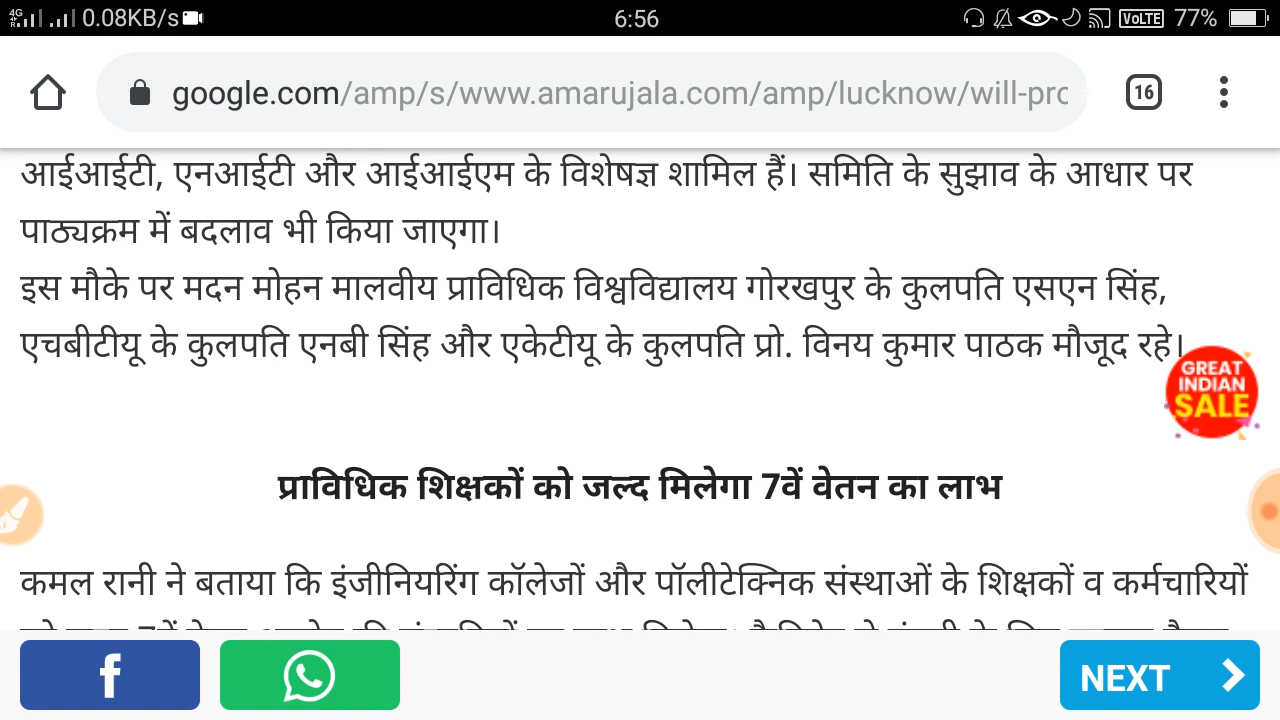 4G
R
0.08KB/s
6:56
VoLTE 77%
google.com/amp/s/www.amarujala.com/amp/lucknow/will-pro
16
आईआईटी, एनआईटी और आईआईएम के विशेषज्ञ शामिल हैं। समिति के सुझाव के आधार पर
पाठ्यक्रम में बदलाव भी किया जाएगा।
इस मौके पर मदन मोहन मालवीय प्राविधिक विश्वविद्यालय गोरखपुर के कुलपति एसएन सिंह,
एचबीटीयू के कुलपति एनबी सिंह और एकेटीयू के कुलपति प्रो. विनय कुमार पाठक मौजूद रहे।
GREAT
INDIAN
SALE
प्राविधिक शिक्षकों को जल्द मिलेगा 7वें वेतन का लाभ
कमल रानी ने बताया कि इंजीनियरिंग कॉलेजों और पॉलीटेक्निक संस्थाओं के शिक्षकों व कर्मचारियों
NEXT